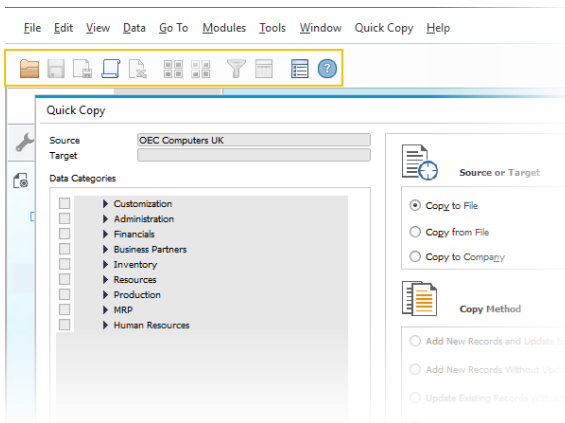 File Edit View Data Go To Modules Tools Window Quick Copy Help
?
Quick Copy
Source OEC Computers UK
Target
Data Categories
Customization
Administration
Financials
Business Partners
Inventory
Resources
Production
MRP
Human Resources
Source or Target
Copy to File
Copy from File
Copy to Company
Copy Method
Add New Records and Update
Add New Records Without
Update Existing Records